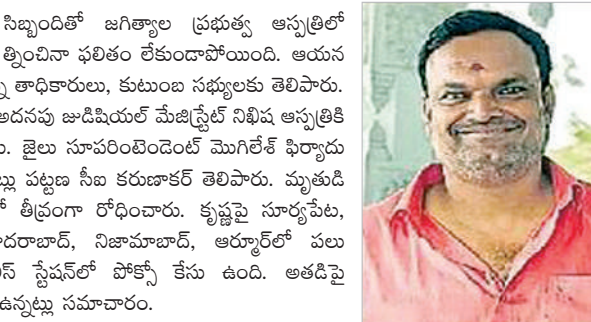 సిబ్బందితో జగిత్యాల ప్రభుత్వ ఆస్పత్రిలో
త్నించినా ఫలితం లేకుండాపోయింది. ఆయన
తాధికారులు, కుటుంబ సభ్యులకు తెలిపారు.
అదనపు జుడిషియల్ మేజిస్ట్రేట్ నిఖిష ఆస్పత్రికి
జైలు సూపరింటెండెంట్ మొగిలేశ్ ఫిర్యాదు
పట్టణ సీఐ కరుణాకర్ తెలిపారు. మృతుడి
తీవ్రంగా రోధించారు. కృష్ణపై సూర్యపేట,
దరాబాద్, నిజామాబాద్, ఆర్మూర్‌లో పలు
స్ స్టేషన్‌లో పోక్సో కేసు ఉంది. అతడిపై
ఉన్నట్లు సమాచారం.